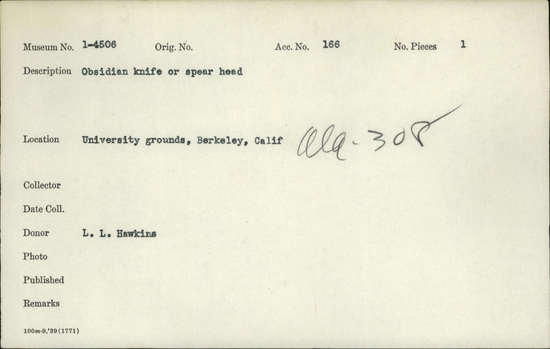 Museum No. 1-4506 Orig. No. Acc. No. 166 No. Pieces 1
Description Obsidian knife or spear head
Location University grounds, Berkeley, Calif Ala-308
Collector
Date Coll.
Donor L. L. Hawkins
Photo
Published
Remarks
100m-9,'39(1771)